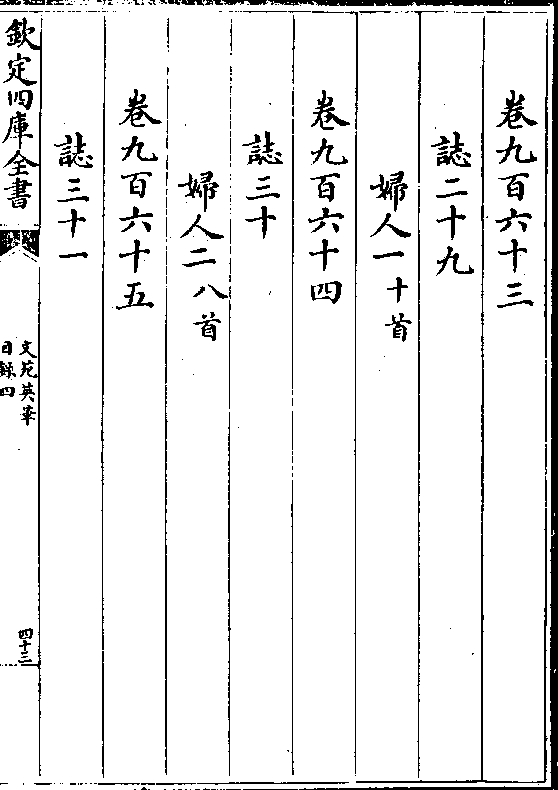 卷九百六十三
誌二十九
婦人一十首
卷九百六十四
誌三十
婦人二八首
卷九百六十五
誌三十一
欽定四庫全書
文苑英華
目錄四
四十三